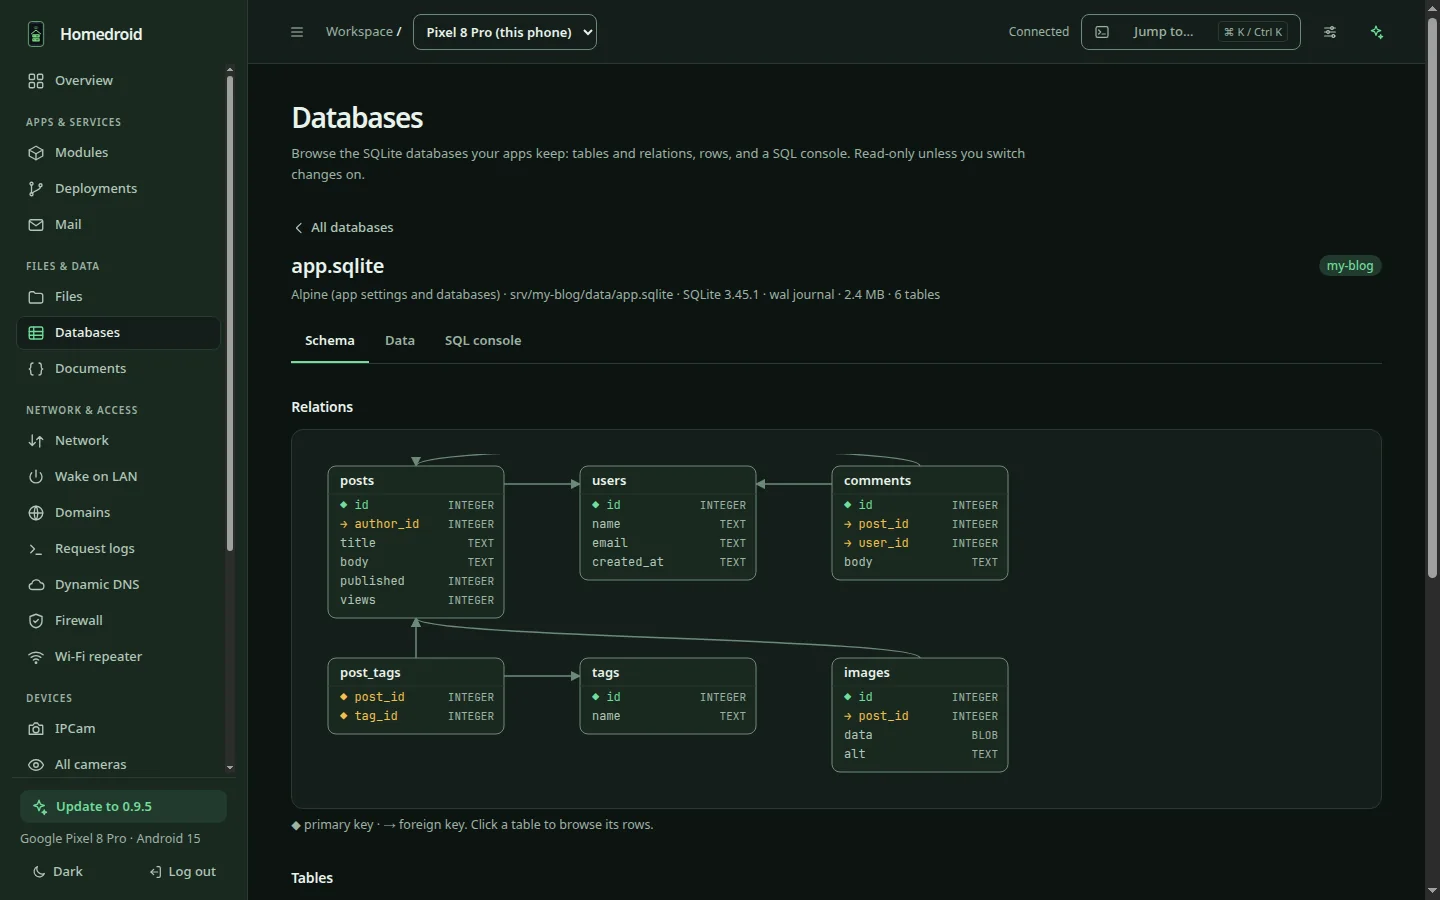 Homedroid
Overview
APPS & SERVICES
Modules
Deployments
Mail
FILES & DATA
Files
Databases
Documents
NETWORK & ACCESS
Network
Wake on LAN
Domains
Request logs
Dynamic DNS
Firewall
Wi-Fi repeater
DEVICES
IPCam
All cameras
Update to 0.9.5
Google Pixel 8 Pro · Android 15
Dark
Log out
Workspace /
Pixel 8 Pro (this phone)
Connected
Jump to...
⌘ K / Ctrl K
Databases
Browse the SQLite databases your apps keep: tables and relations, rows, and a SQL console. Read-only unless you switch
changes on.
All databases
app.sqlite
my-blog
Alpine (app settings and databases) · srv/my-blog/data/app.sqlite · SQLite 3.45.1 · wal journal · 2.4 MB · 6 tables
Schema
Data
SQL console
Relations
posts
◆ id INTEGER
→ author_id INTEGER
title TEXT
body TEXT
published INTEGER
views INTEGER
users
◆ id INTEGER
name TEXT
email TEXT
created_at TEXT
comments
◆ id INTEGER
→ post_id INTEGER
→ user_id INTEGER
body TEXT
post_tags
◆ post_id INTEGER
◆ tag_id INTEGER
tags
◆ id INTEGER
name TEXT
images
◆ id INTEGER
→ post_id INTEGER
data BLOB
alt TEXT
◆ primary key · → foreign key. Click a table to browse its rows.
Tables